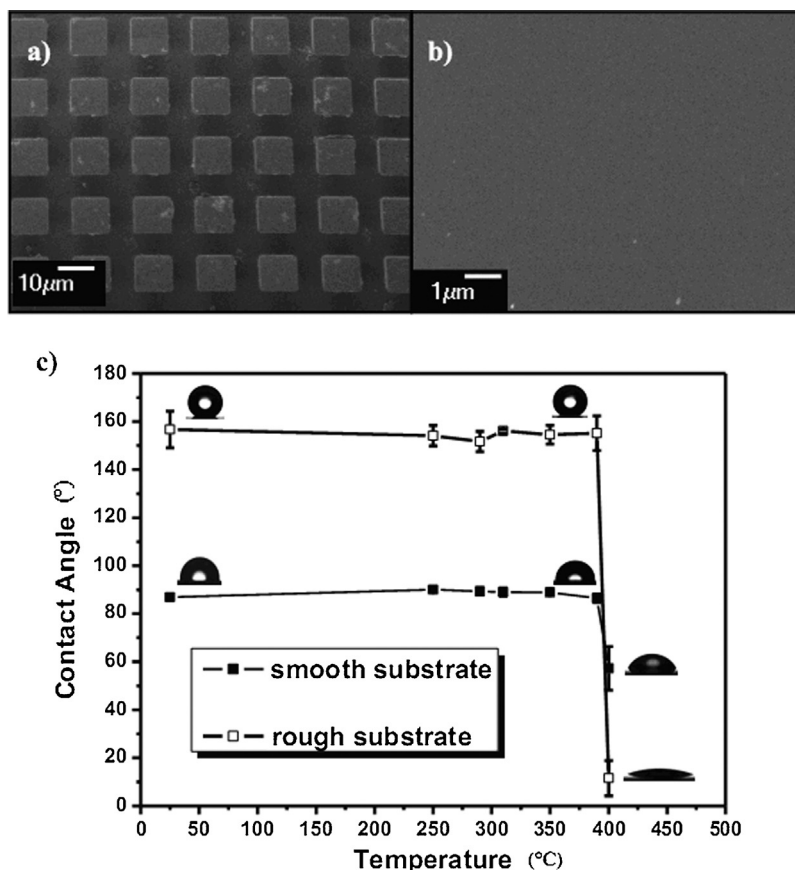 a)
b)
10μm
1μm
c)
180
160
140
120
100
80
60
40
20
0
Contact Angle (º)
smooth substrate
rough substrate
0 50 100 150 200 250 300 350 400 450 500
Temperature (°C)